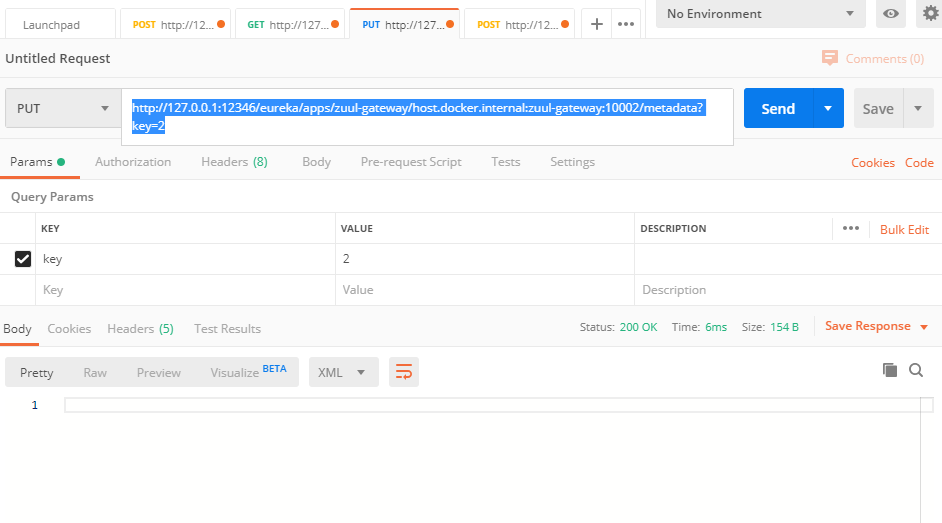 Launchpad POST http://12... GET http://127.... PUT http://127... POST http://12... + ••• No Environment
Untitled Request Comments (0)
PUT http://127.0.0.1:12346/eureka/apps/zuul-gateway/host.docker.internal:zuul-gateway:10002/metadata? Send Save
key=2
Params Authorization Headers (8) Body Pre-request Script Tests Settings Cookies Code
Query Params
KEY VALUE DESCRIPTION ••• Bulk Edit
key 2
Key Value Description
Body Cookies Headers (5) Test Results Status: 200 OK Time: 6ms Size: 154 B Save Response
Pretty Raw Preview Visualize BETA XML
1